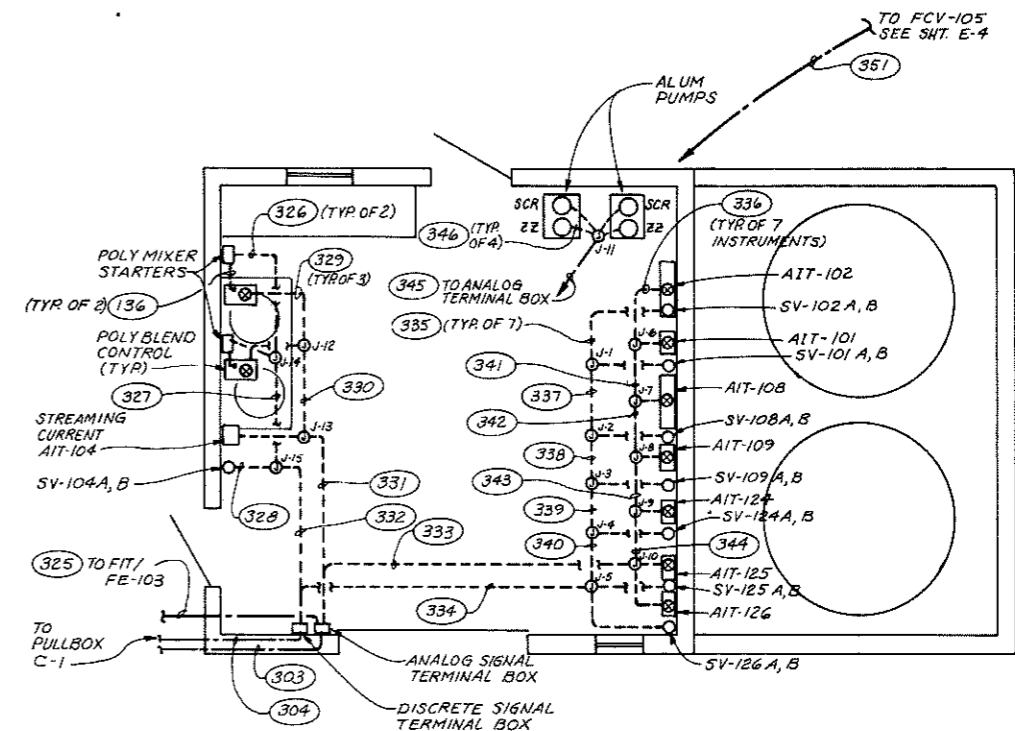 TO FCV-105
SEE SHT. E-4
351
ALUM
PUMPS
326 (TYP. OF 2)
SCR
SCR
22
22
J-11
346 (TYP.
OF 4)
336
(TYP. OF 7
INSTRUMENTS)
POLY MIXER
STARTERS
329
(TYP. OF 3)
345 TO ANALOG
TERMINAL BOX
AIT-102
SV-102 A, B
(TYP. OF 2) 136
335 (TYP. OF 7)
J-6
AIT-101
SV-101 A, B
POLY BLEND
CONTROL
(TYP.)
J-12
J-14
J-1
341
J-7
AIT-108
327
330
337
342
STREAMING
CURRENT
AIT-104
J-13
J-2
SV-108A, B
J-8
AIT-109
338
J-15
J-3
343
SV-109 A, B
SV-104A, B
331
J-9
AIT-124
328
332
339
SV-124 A, B
333
J-4
340
344
J-10
325 TO FIT/
FE-103
AIT-125
J-5
SV-125 A, B
334
AIT-126
TO
PULLBOX
C-1
SV-126 A, B
303
ANALOG SIGNAL
TERMINAL BOX
304
DISCRETE SIGNAL
TERMINAL BOX